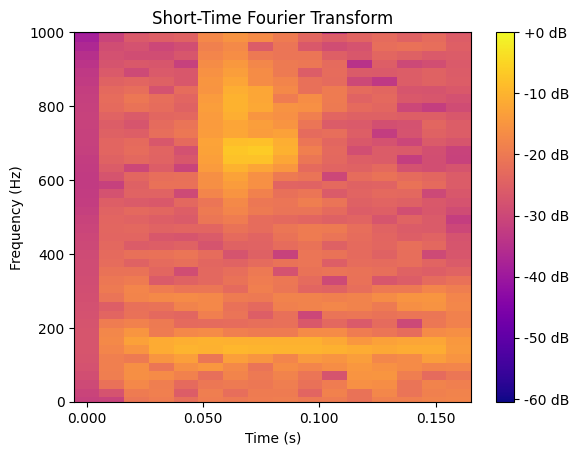 Short-Time Fourier Transform
1000
800
600
400
200
0
Frequency (Hz)
0.000
0.050
0.100
0.150
Time (s)
+0 dB
-10 dB
-20 dB
-30 dB
-40 dB
-50 dB
-60 dB